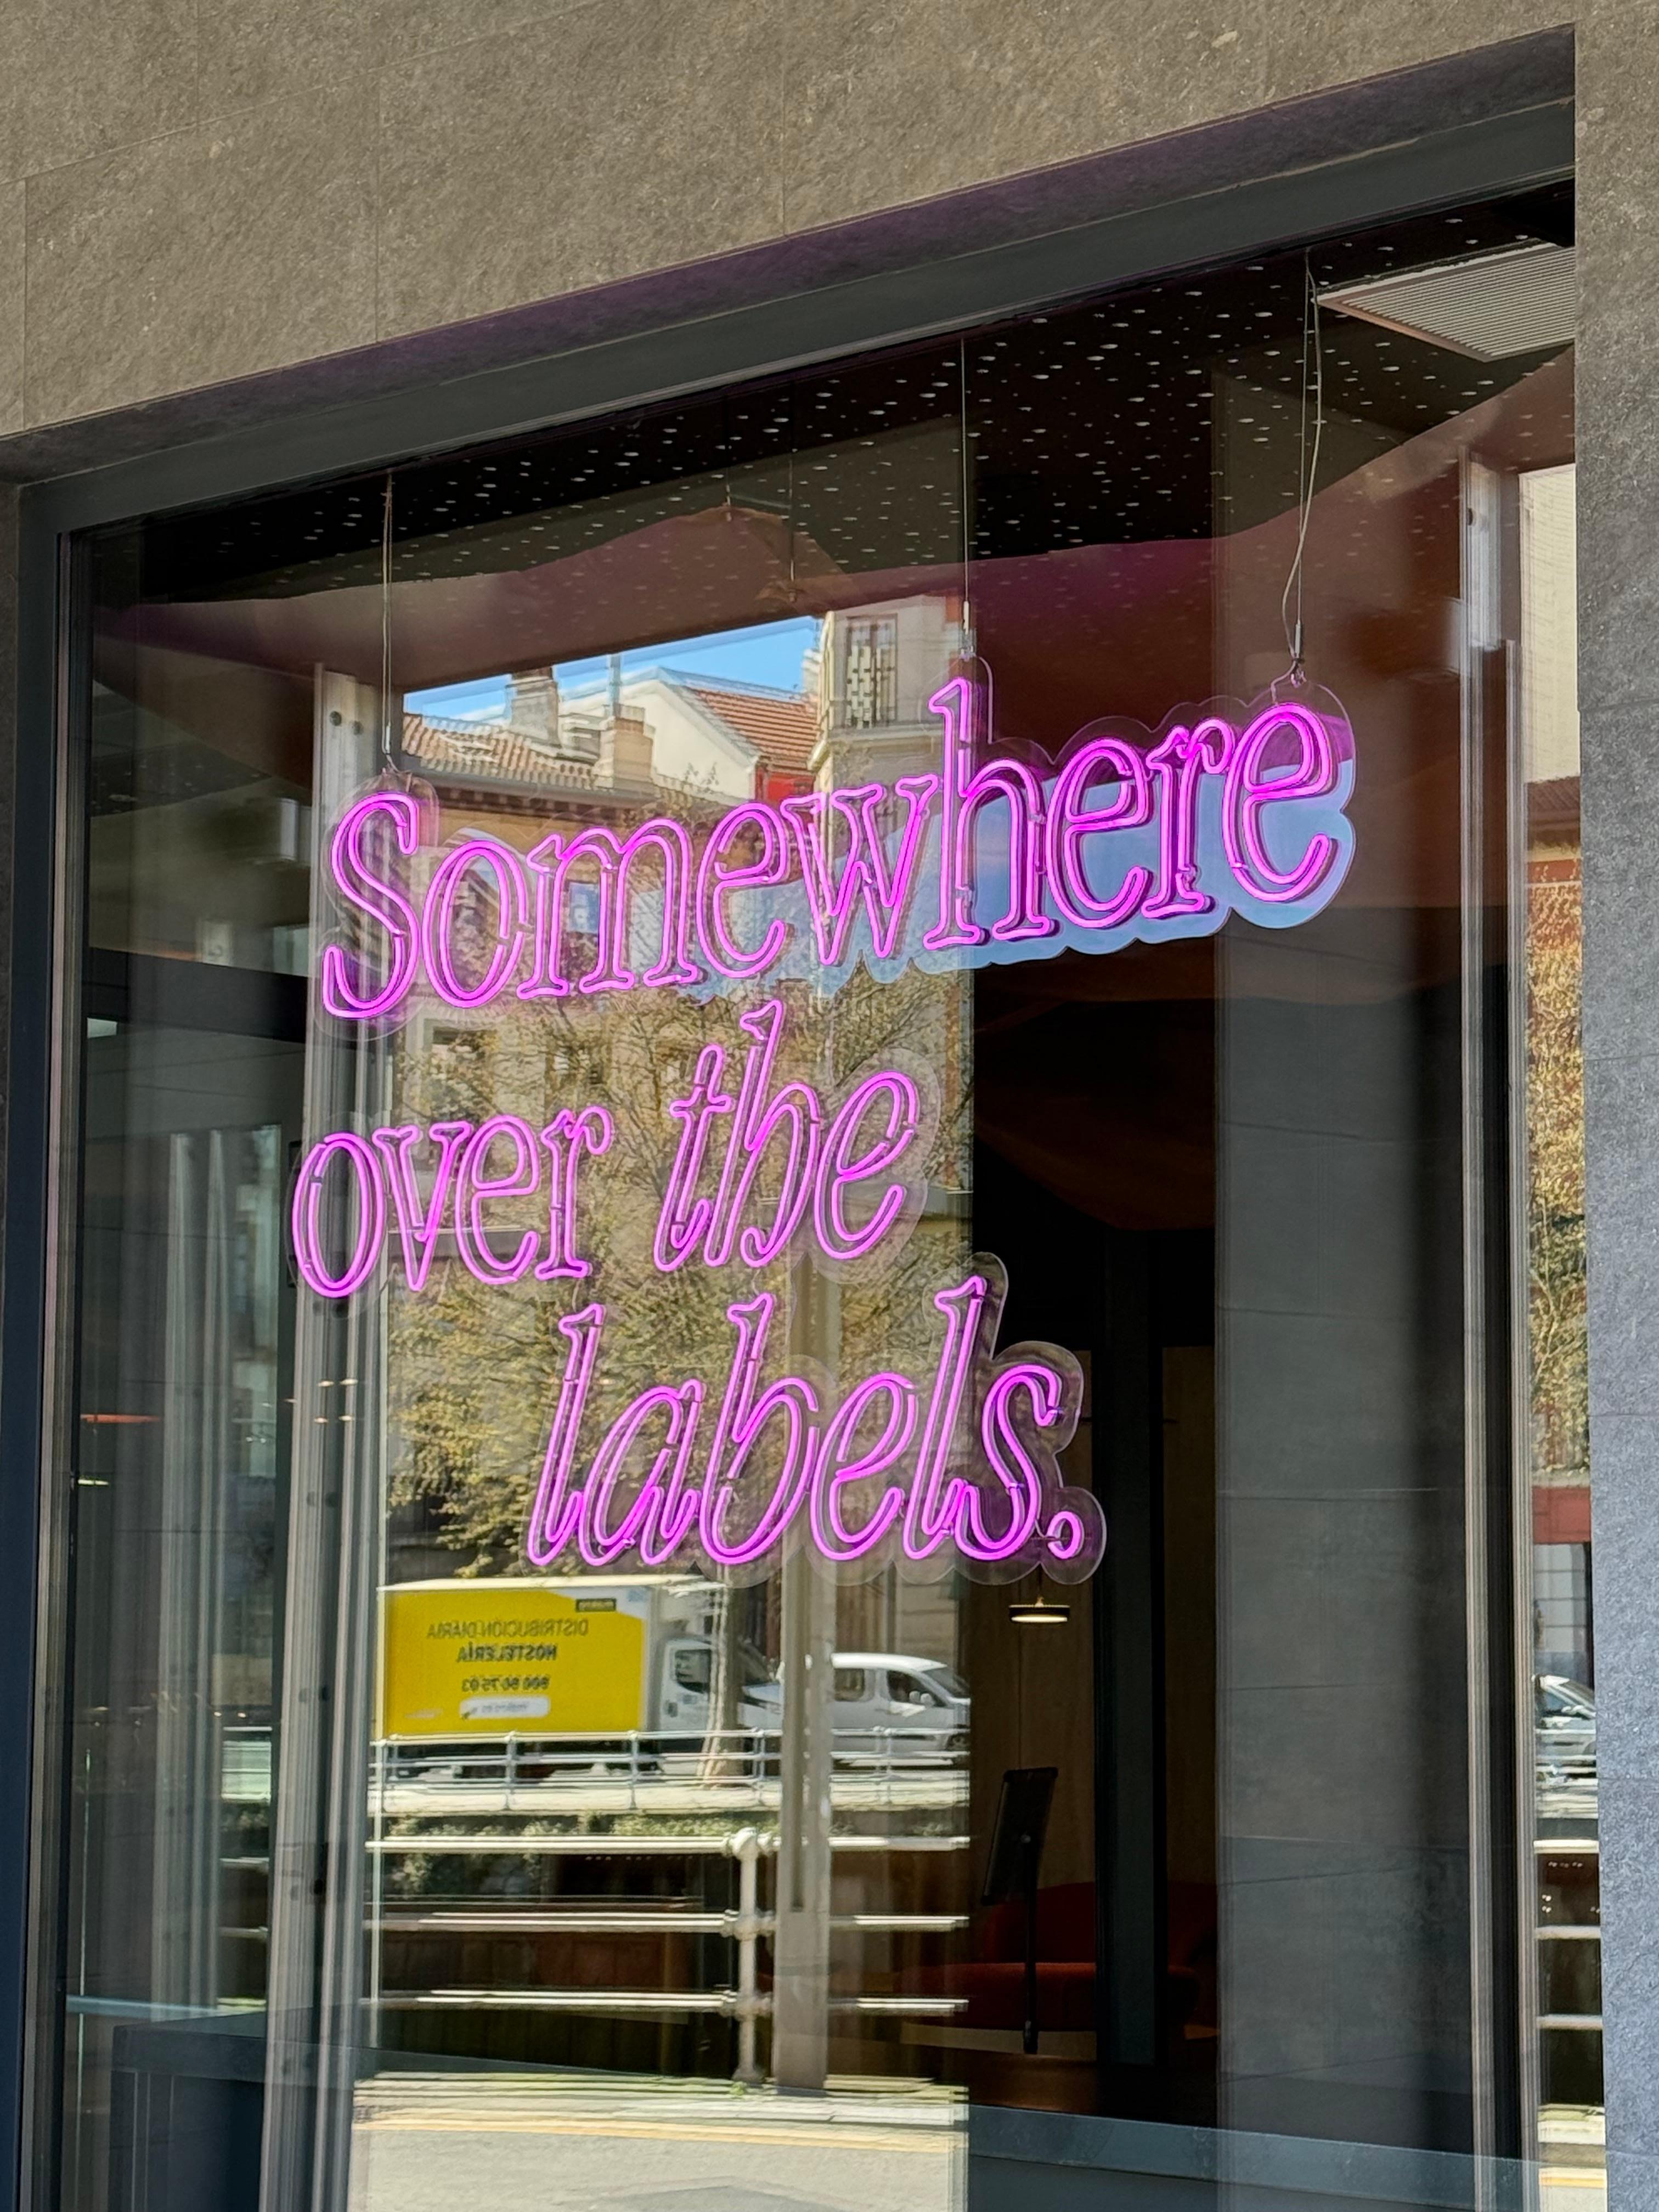 Somewhere
over the
labels.
DISTRIBUCIÓN DIARIA
HOSTELERÍA